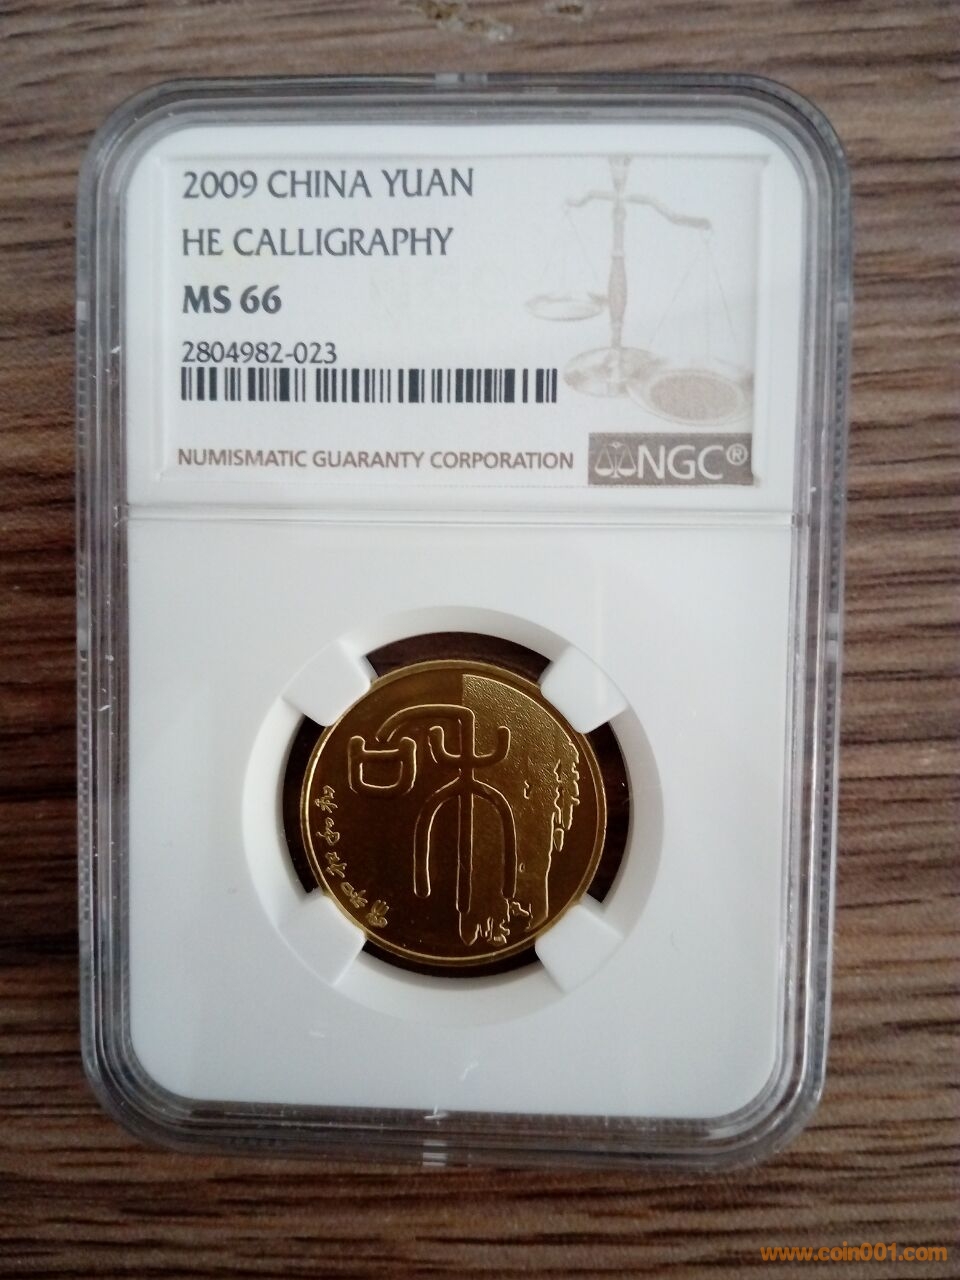 2009 CHINA YUAN
HE CALLIGRAPHY
MS 66
2804982-023
NUMISMATIC GUARANTY CORPORATION
NGC®
www.coin001.com